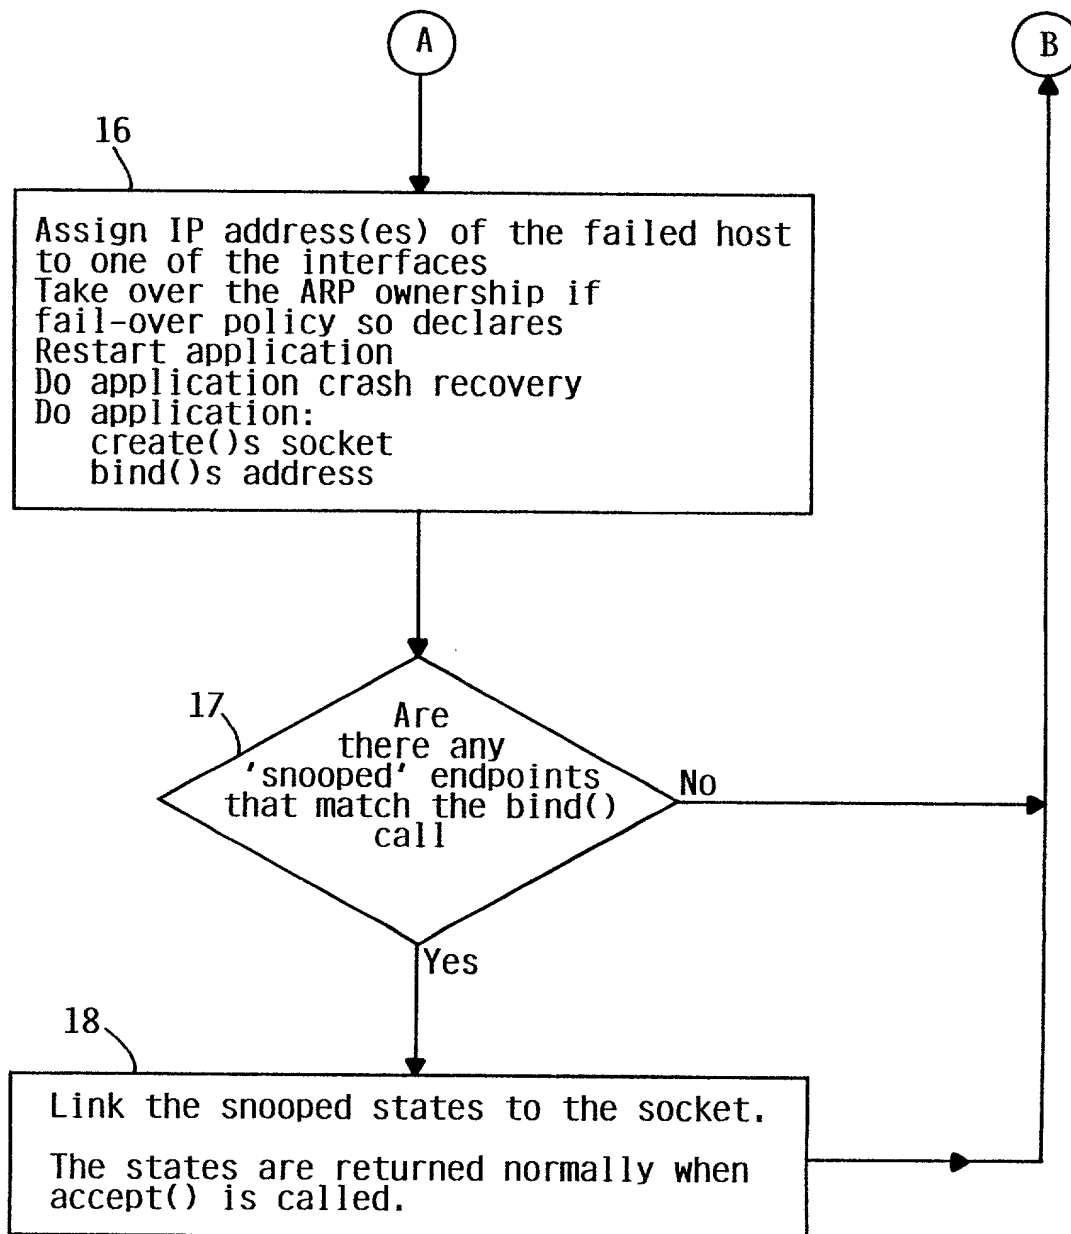 A
B
16
Assign IP address(es) of the failed host
to one of the interfaces
Take over the ARP ownership if
fail-over policy so declares
Restart application
Do application crash recovery
Do application:
create()s socket
bind()s address
17
Are
there any
'snooped' endpoints
that match the bind()
call
No
Yes
18
Link the snooped states to the socket.
The states are returned normally when
accept() is called.